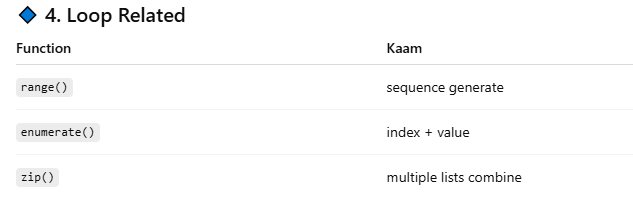 4. Loop Related
Function Kaam
range() sequence generate
enumerate() index + value
zip() multiple lists combine